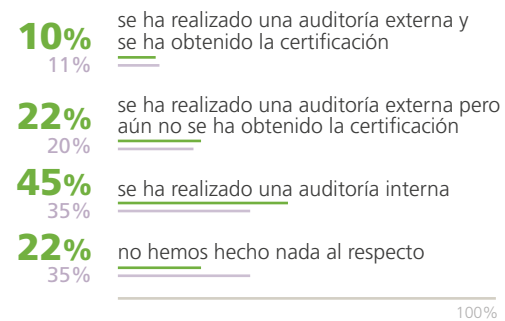 10%
11%
se ha realizado una auditoría externa y
se ha obtenido la certificación
22%
20%
se ha realizado una auditoría externa pero
aún no se ha obtenido la certificación
45%
35%
se ha realizado una auditoría interna
22%
35%
no hemos hecho nada al respecto
100%